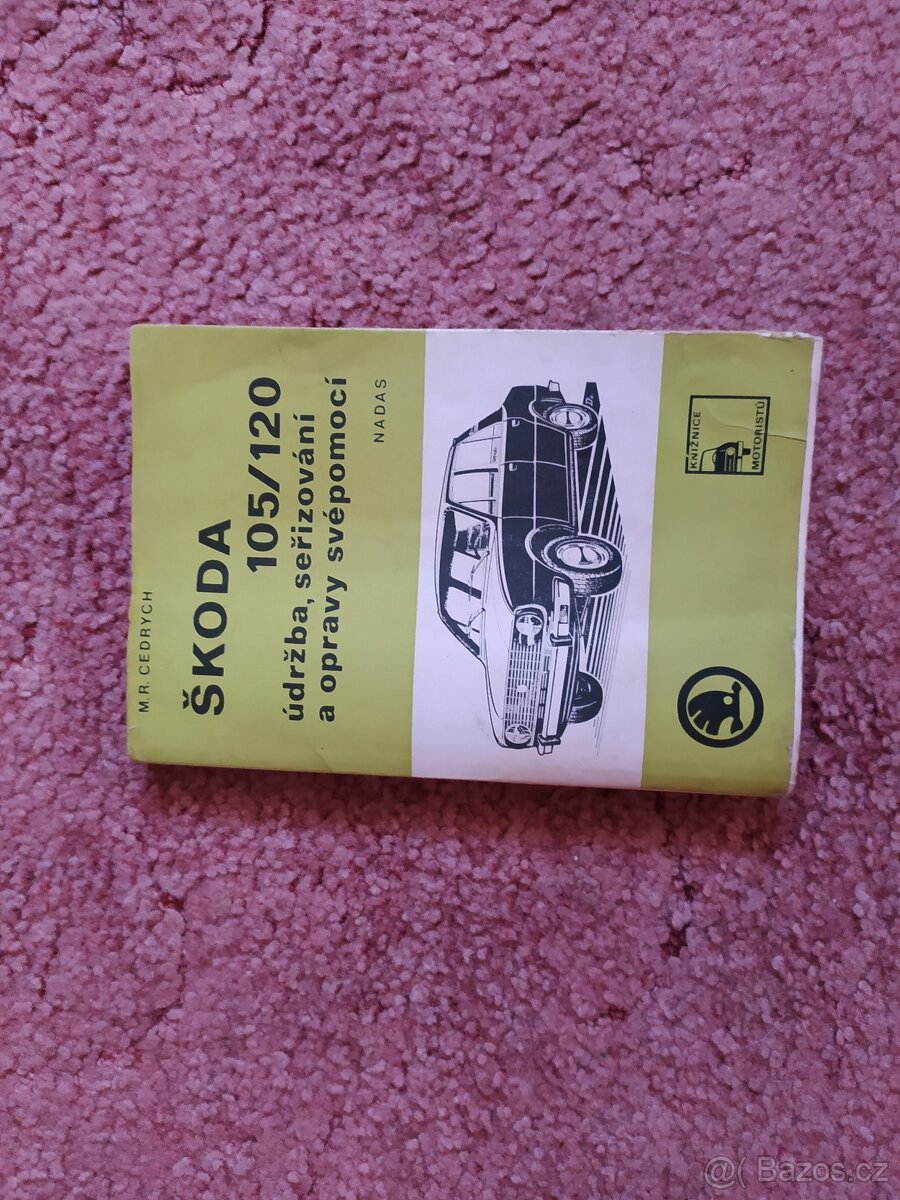 M. R. CEDRYCH
ŠKODA
105/120
údržba, seřizování
a opravy svépomocí
NADAS
KNIŽNICE
MOTORISTŮ
@( Bazos.cz